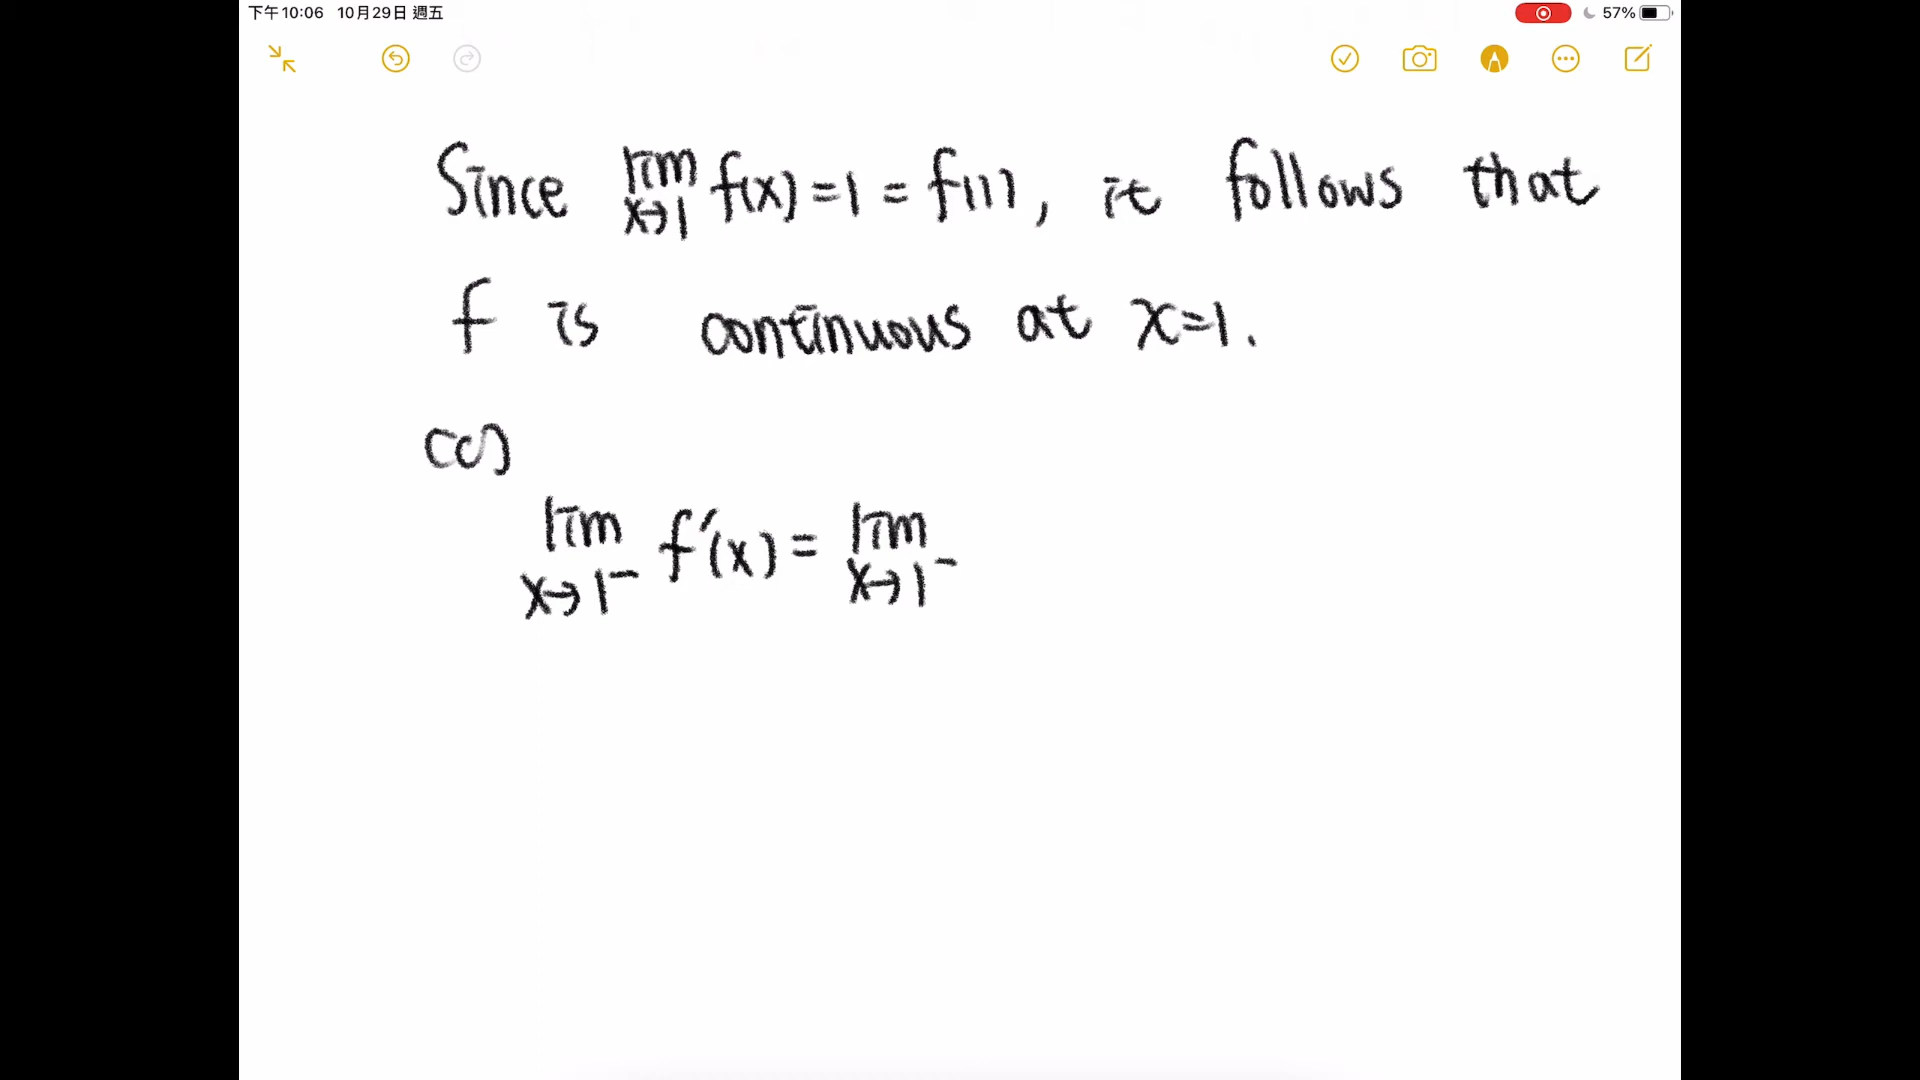 下午10:06 10月29日 週五 57%
Since lim x→1 f(x) = 1 = f(1), it follows that
f is continuous at x=1.
(c)
lim x→1⁻ f′(x) = lim x→1⁻